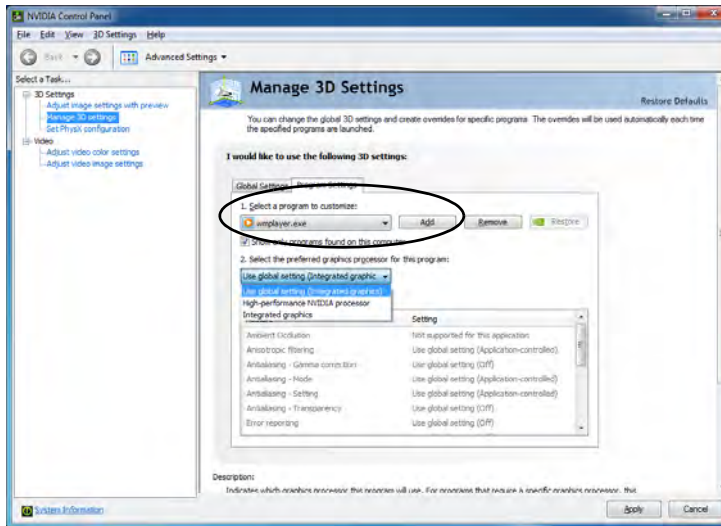 NVIDIA Control Panel
File Edit View 3D Settings Help
Back Advanced Settings
Select a Task...
3D Settings
Adjust image settings with preview
Manage 3D settings
Set PhysX configuration
Video
Adjust video color settings
Adjust video image settings
Manage 3D Settings
Restore Defaults
You can change the global 3D settings and create overrides for specific programs. The overrides will be used automatically each time
the specified programs are launched.
I would like to use the following 3D settings:
Global Settings Program Settings
1. Select a program to customize:
wmplayer.exe Add Remove Restore
Show only programs found on this computer
2. Select the preferred graphics processor for this program:
Use global setting (Integrated graphic
Use global setting (Integrated graphics)
High-performance NVIDIA processor
Integrated graphics
Setting
Ambient Occlusion Not supported for this application
Anisotropic filtering Use global setting (Application-controlled)
Antialiasing - Gamma correction Use global setting (Off)
Antialiasing - Mode Use global setting (Application-controlled)
Antialiasing - Setting Use global setting (Application-controlled)
Antialiasing - Transparency Use global setting (Off)
Error reporting Use global setting (Off)
Description:
Indicates which graphics processor this program will use. For programs that require a specific graphics processor, this
System Information
Apply Cancel